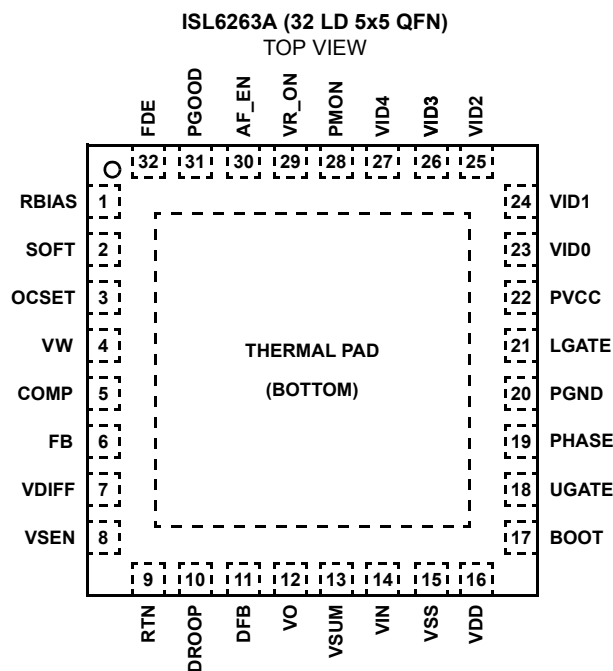 ISL6263A (32 LD 5x5 QFN)
TOP VIEW
FDE
PGOOD
AF_EN
VR_ON
PMON
VID4
VID3
VID2
32 31 30 29 28 27 26 25
RBIAS 1
SOFT 2
OCSET 3
VW 4
COMP 5
FB 6
VDIFF 7
VSEN 8
THERMAL PAD
(BOTTOM)
24 VID1
23 VID0
22 PVCC
21 LGATE
20 PGND
19 PHASE
18 UGATE
17 BOOT
9 10 11 12 13 14 15 16
RTN
DROOP
DFB
VO
VSUM
VIN
VSS
VDD